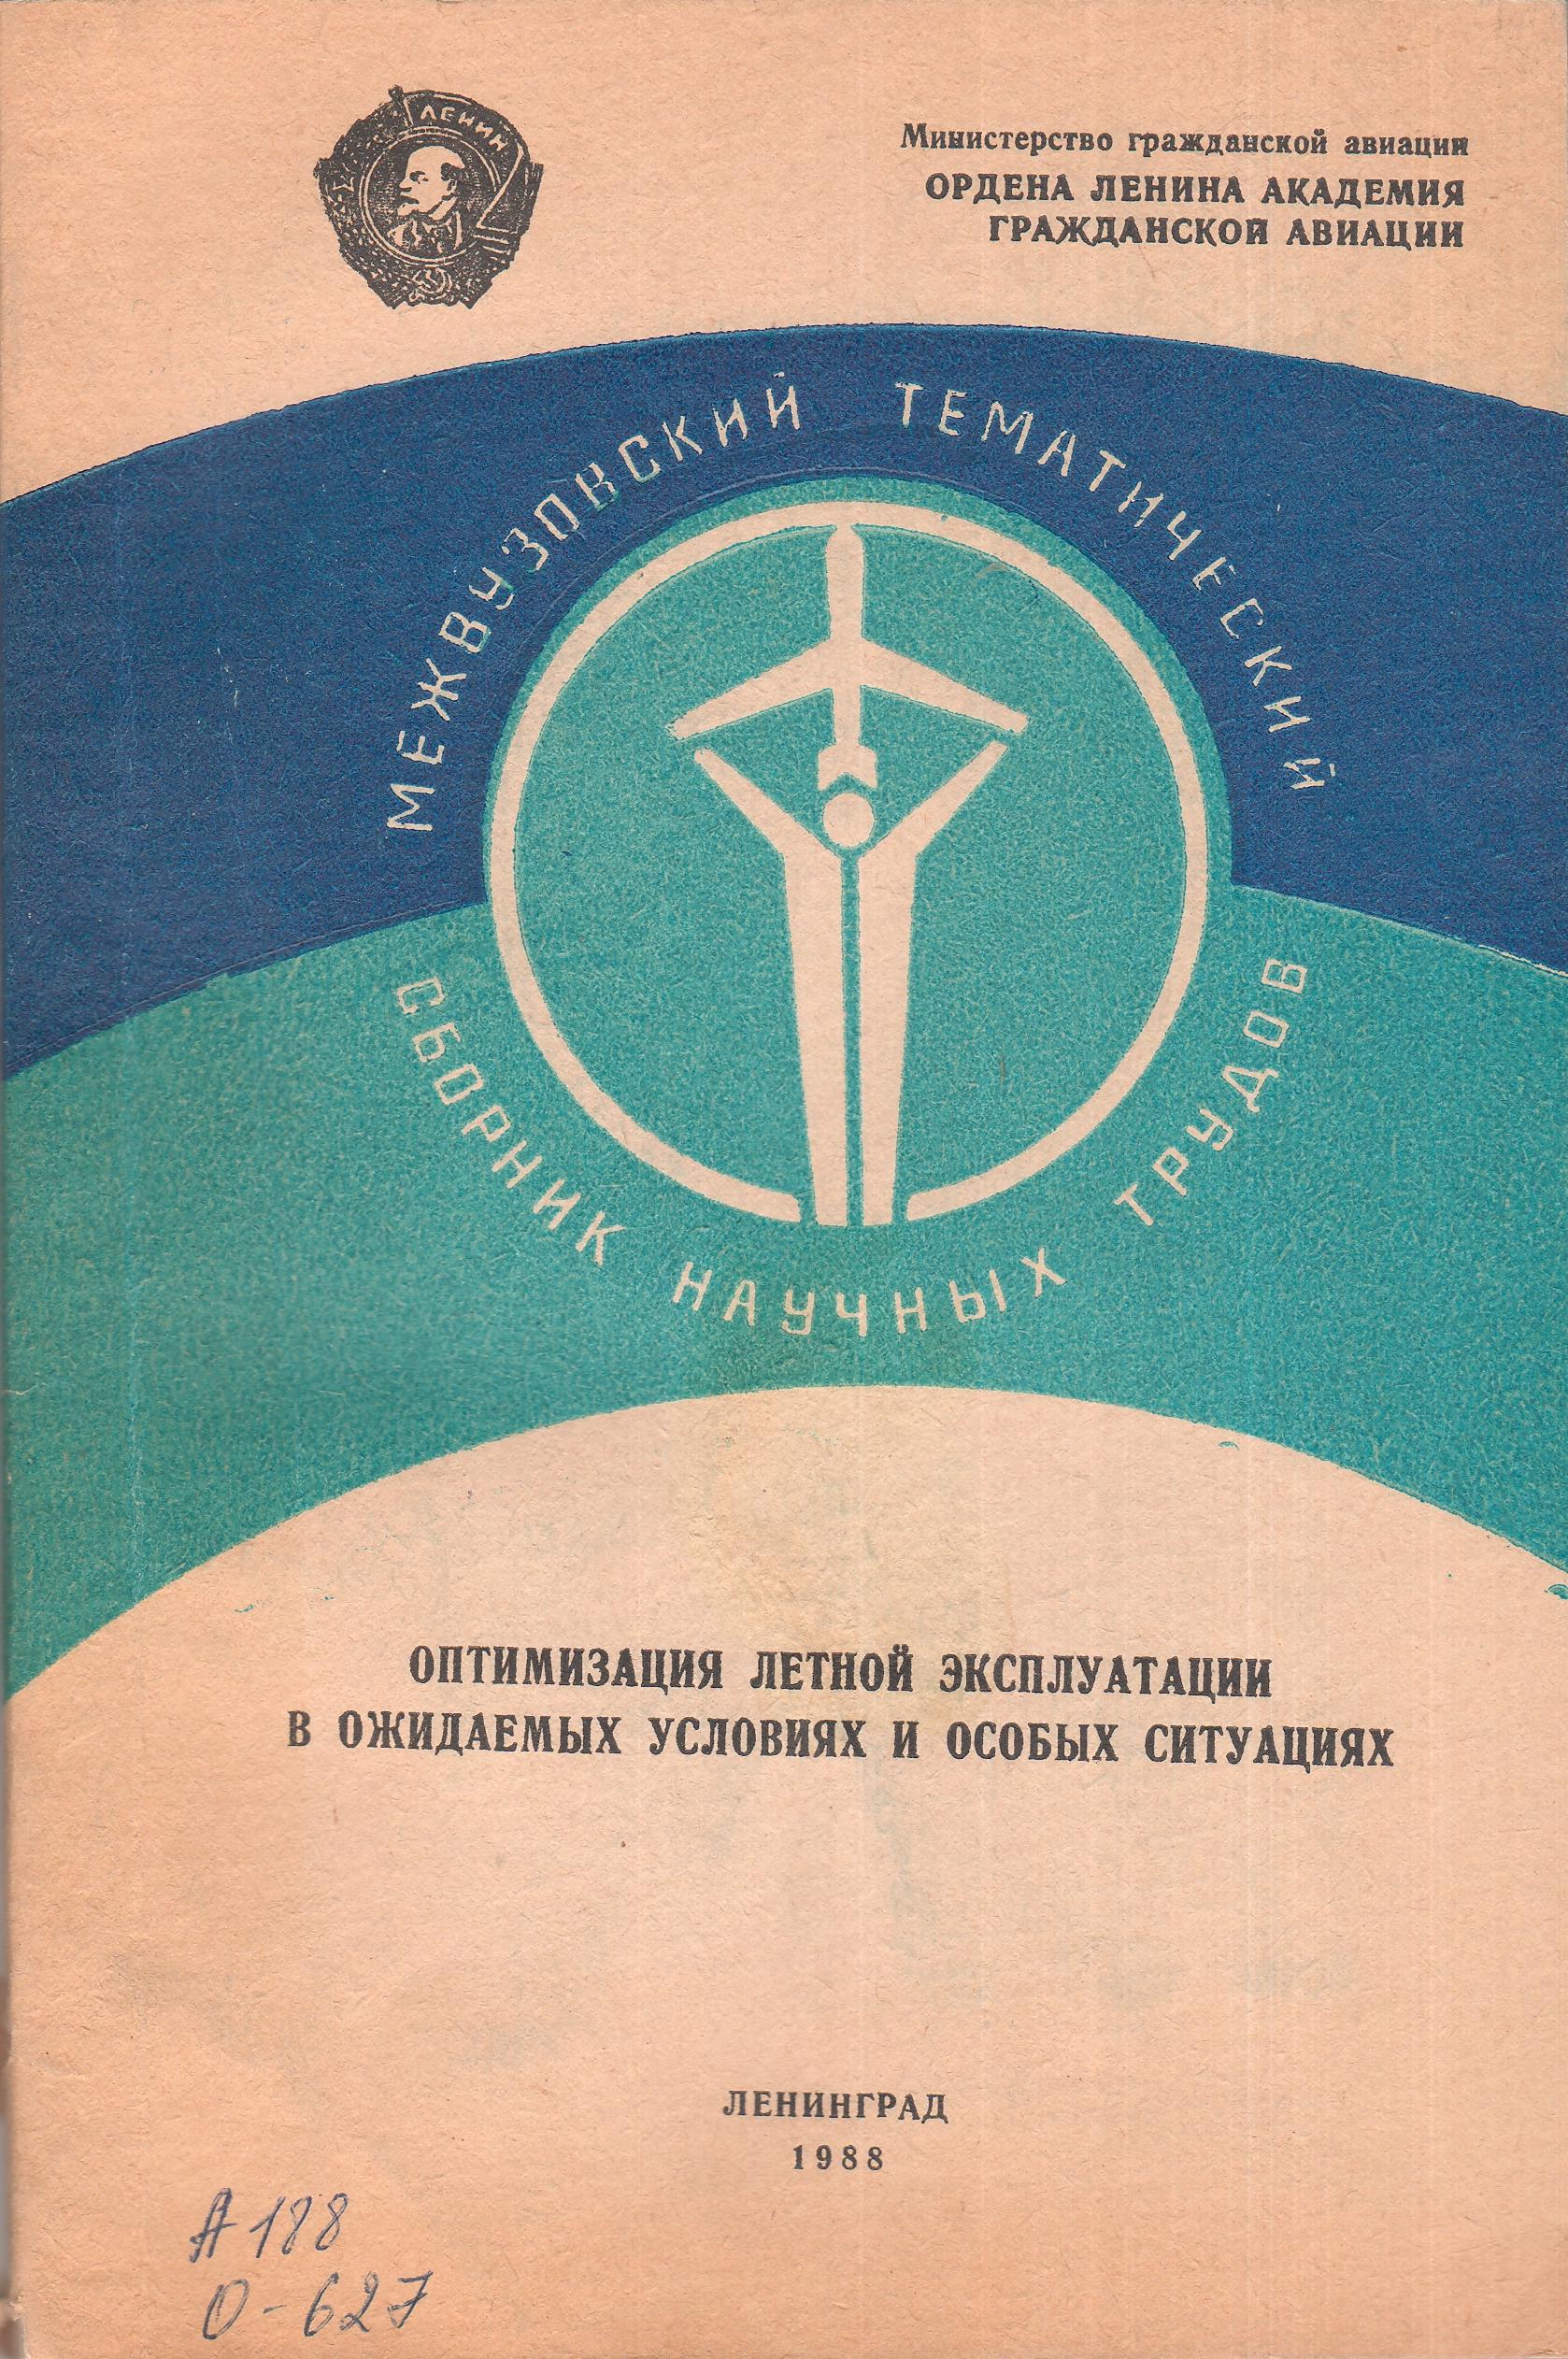 ЛЕНИН
Министерство гражданской авиации
ОРДЕНА ЛЕНИНА АКАДЕМИЯ
ГРАЖДАНСКОЙ АВИАЦИИ
МЕЖВУЗОВСКИЙ ТЕМАТИЧЕСКИЙ
СБОРНИК НАУЧНЫХ ТРУДОВ
ОПТИМИЗАЦИЯ ЛЕТНОЙ ЭКСПЛУАТАЦИИ
В ОЖИДАЕМЫХ УСЛОВИЯХ И ОСОБЫХ СИТУАЦИЯХ
ЛЕНИНГРАД
1988
А 188
О-627